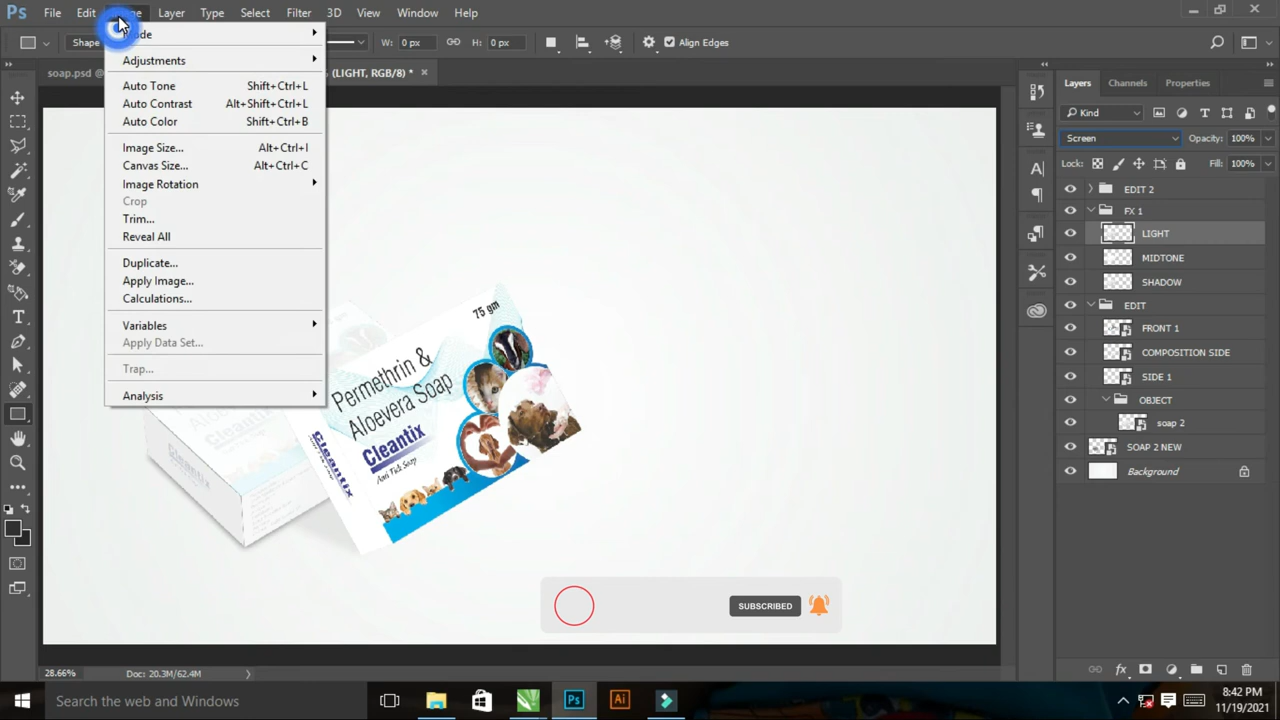 Ps File Edit Layer Type Select Filter 3D View Window Help
Shape W: 0 px H: 0 px Align Edges
soap.psd @ (LIGHT, RGB/8) *
Adjustments
Auto Tone Shift+Ctrl+L
Auto Contrast Alt+Shift+Ctrl+L
Auto Color Shift+Ctrl+B
Image Size... Alt+Ctrl+I
Canvas Size... Alt+Ctrl+C
Image Rotation
Crop
Trim...
Reveal All
Duplicate...
Apply Image...
Calculations...
Variables
Apply Data Set...
Trap...
Analysis
75 gm
Permethrin &
Aloevera Soap
Cleantix
Anti Tick Soap
Cleantix
SUBSCRIBED
Layers Channels Properties
Kind
Screen Opacity: 100%
Lock: Fill: 100%
EDIT 2
FX 1
LIGHT
MIDTONE
SHADOW
EDIT
FRONT 1
COMPOSITION SIDE
SIDE 1
OBJECT
soap 2
SOAP 2 NEW
Background
28.66% Doc: 20.3M/62.4M
Search the web and Windows
Ps
Ai
8:42 PM
11/19/2021